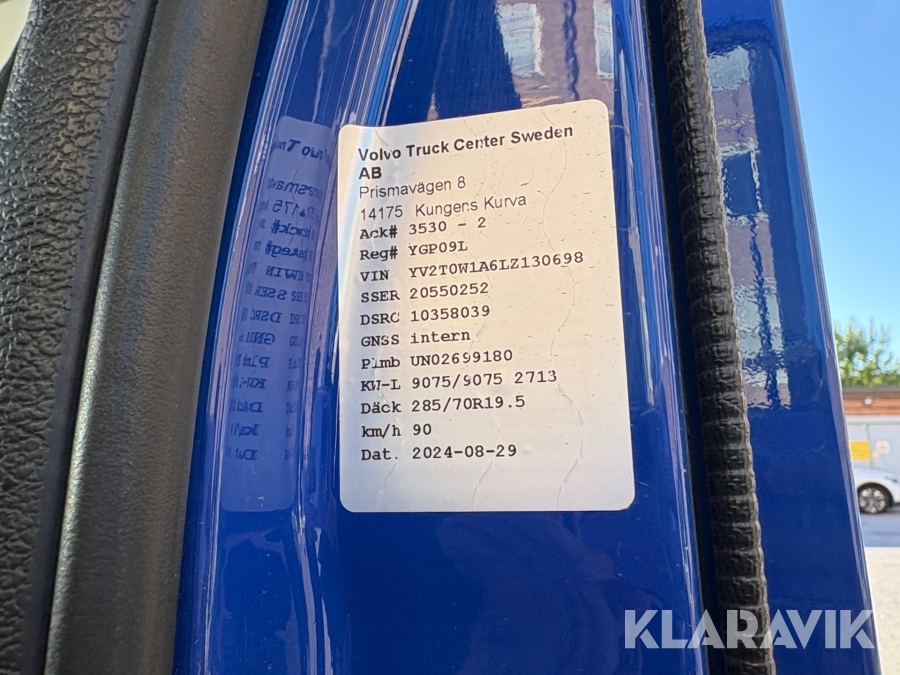 Volvo Truck Center Sweden
AB
Prismavägen 8
14175 Kungens Kurva
Ack# 3530 - 2
Reg# YGP09L
VIN YV2T0W1A6LZ130698
SSER 20550252
DSRC 10358039
GNSS intern
Plmb UN02699180
KW-L 9075/9075 2713
Däck 285/70R19.5
km/h 90
Dat. 2024-08-29
KLARAVIK